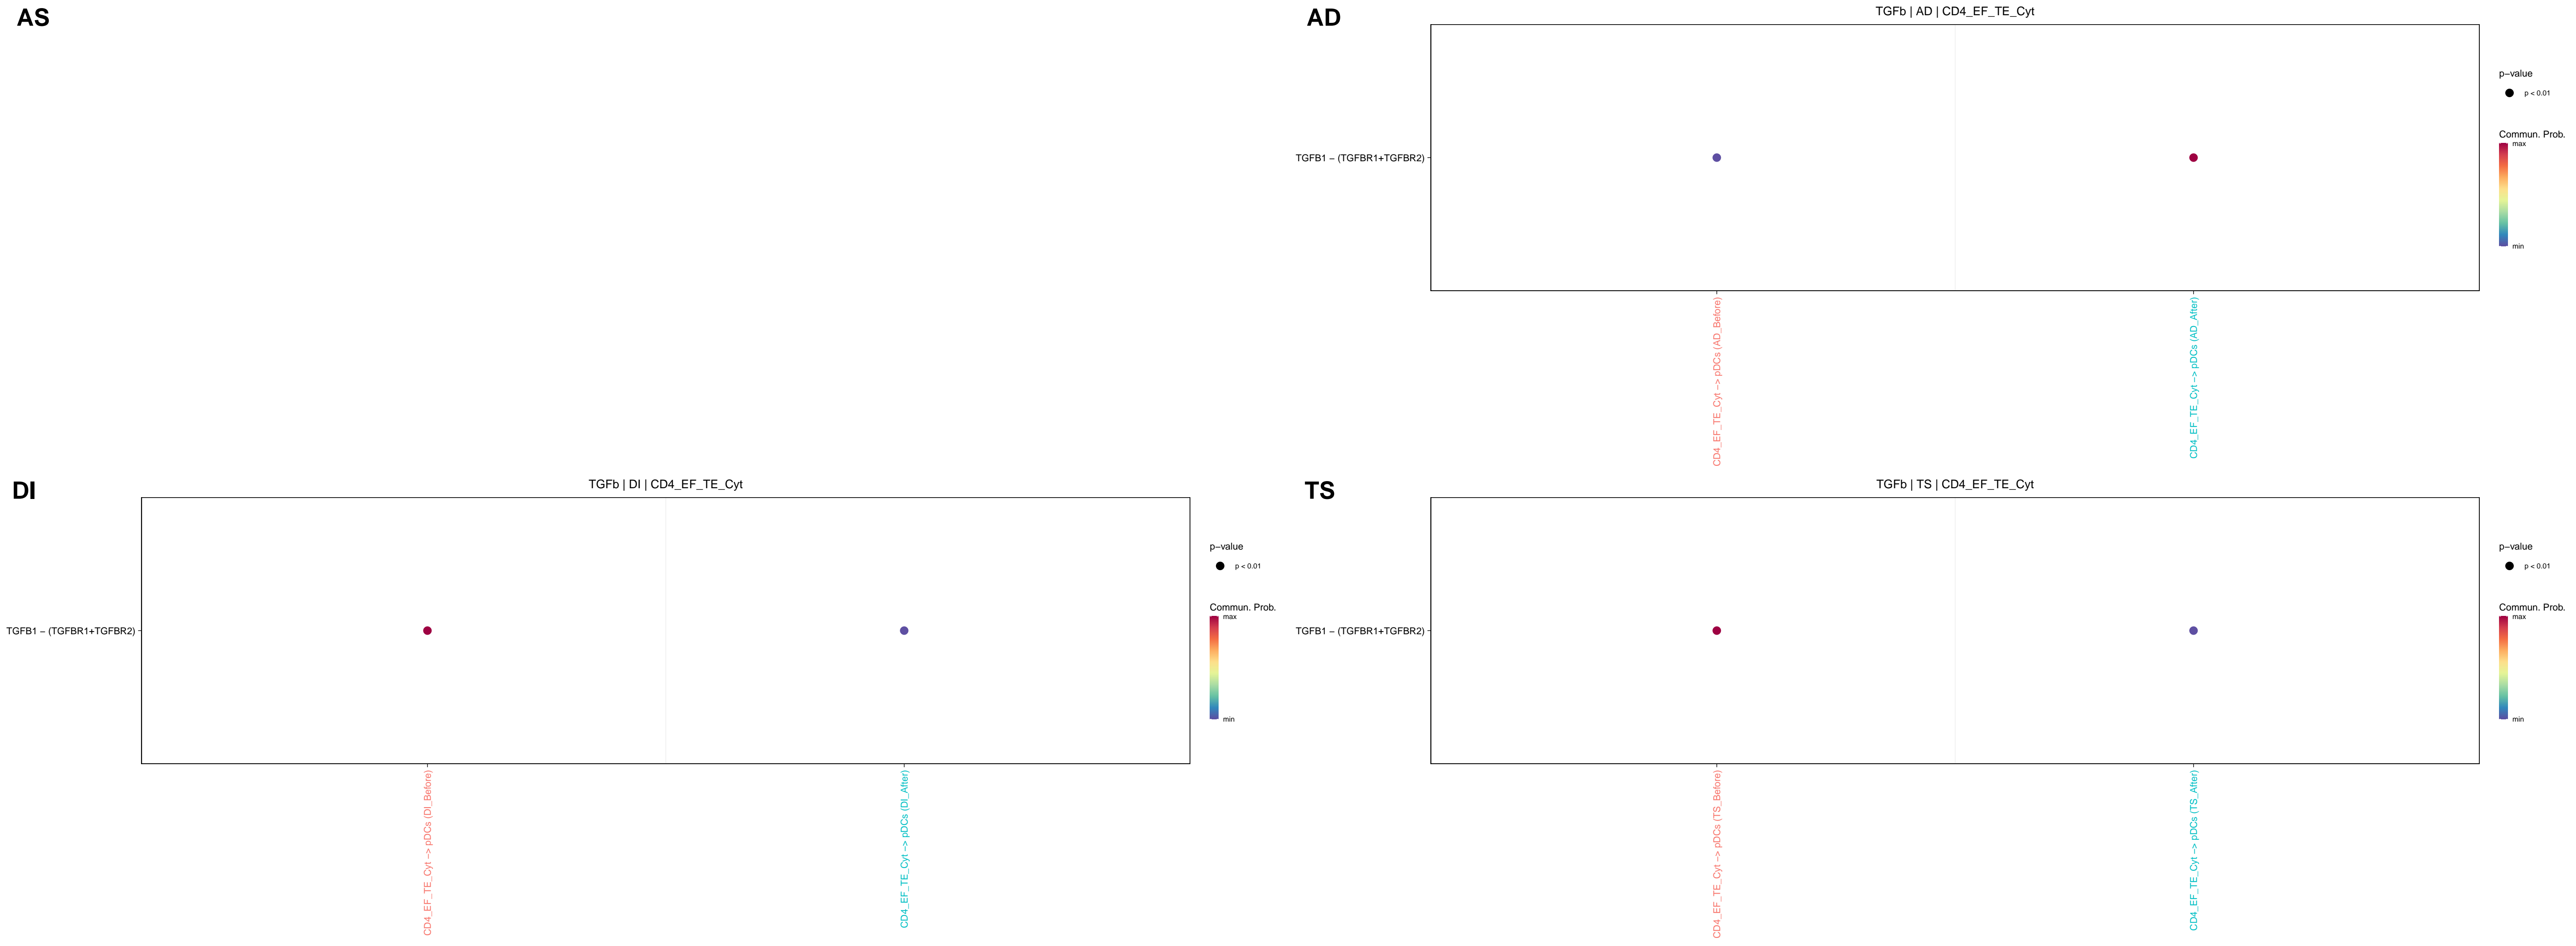 AS
AD
TGFb | AD | CD4_EF_TE_Cyt
TGFB1 − (TGFBR1+TGFBR2)
CD4_EF_TE_Cyt −> pDCs (AD_Before)
CD4_EF_TE_Cyt −> pDCs (AD_After)
p−value
p < 0.01
Commun. Prob.
max
min
DI
TGFb | DI | CD4_EF_TE_Cyt
TGFB1 − (TGFBR1+TGFBR2)
CD4_EF_TE_Cyt −> pDCs (DI_Before)
CD4_EF_TE_Cyt −> pDCs (DI_After)
p−value
p < 0.01
Commun. Prob.
max
min
TS
TGFb | TS | CD4_EF_TE_Cyt
TGFB1 − (TGFBR1+TGFBR2)
CD4_EF_TE_Cyt −> pDCs (TS_Before)
CD4_EF_TE_Cyt −> pDCs (TS_After)
p−value
p < 0.01
Commun. Prob.
max
min